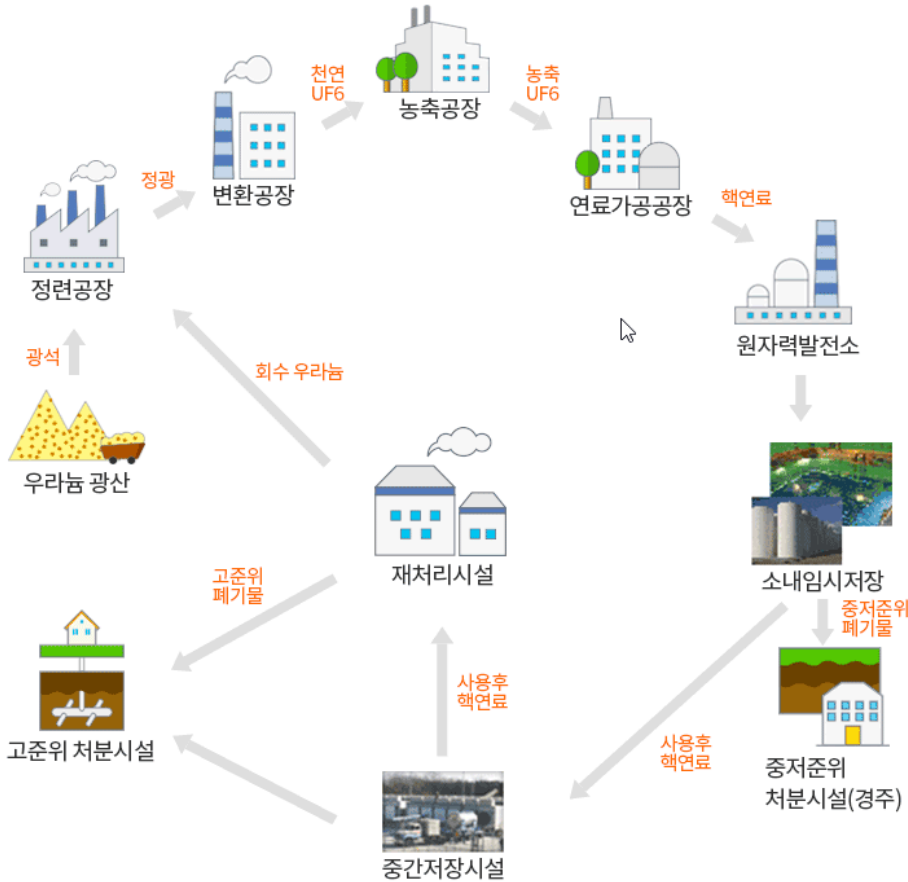 천연
UF6
농축공장
농축
UF6
변환공장
정광
연료가공공장
핵연료
정련공장
원자력발전소
광석
회수 우라늄
우라늄 광산
재처리시설
소내임시저장
고준위
폐기물
중저준위
폐기물
사용후
핵연료
고준위 처분시설
사용후
핵연료
중저준위
처분시설(경주)
중간저장시설